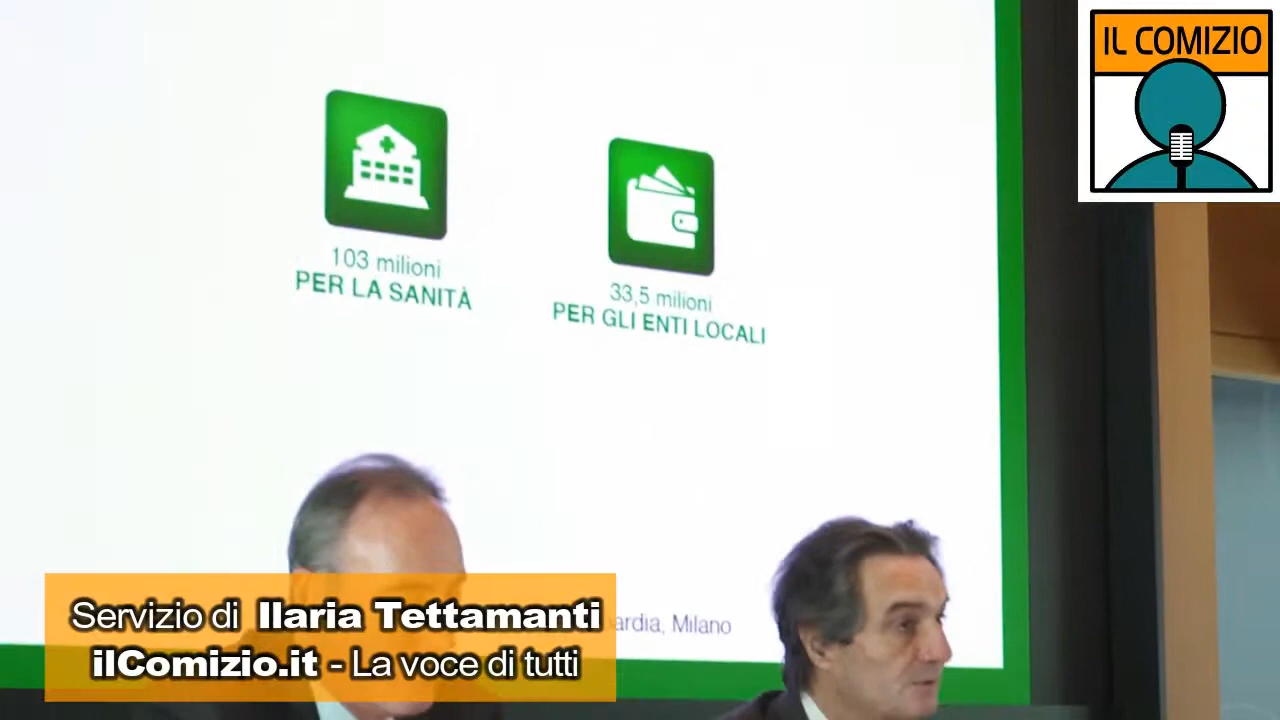 IL COMIZIO
103 milioni
PER LA SANITÀ
33,5 milioni
PER GLI ENTI LOCALI
Milano
Servizio di Ilaria Tettamanti
ilComizio.it - La voce di tutti